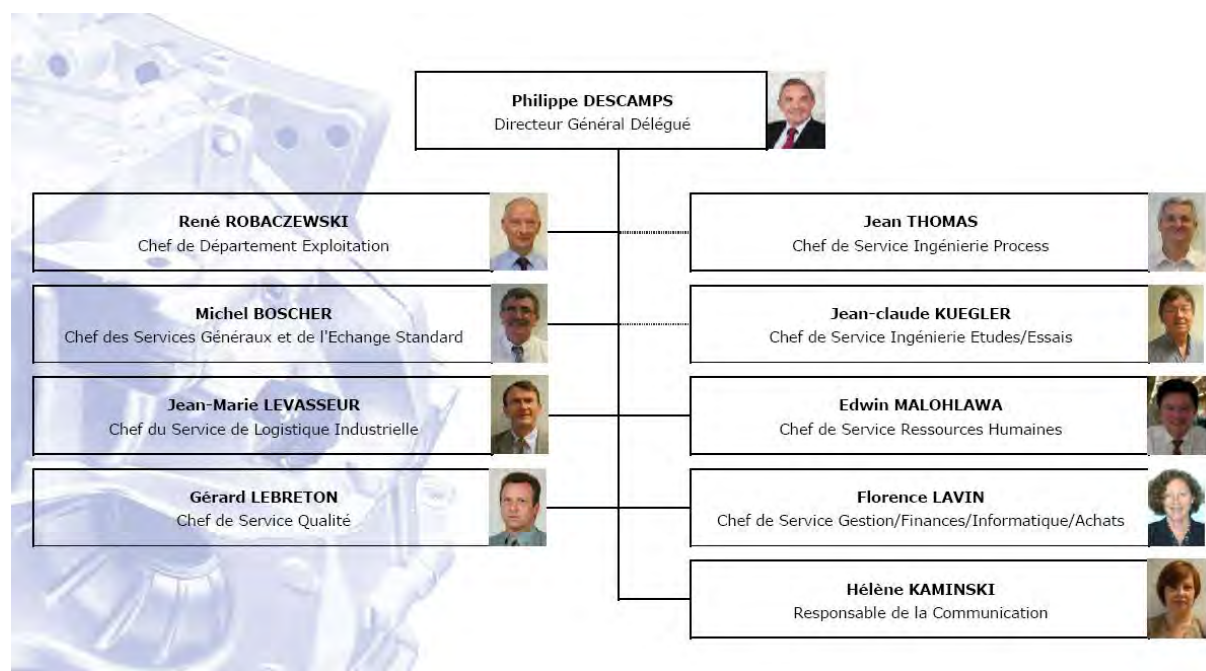 Philippe DESCAMPS
Directeur Général Délégué
René ROBACZEWSKI
Chef de Département Exploitation
Jean THOMAS
Chef de Service Ingénierie Process
Michel BOSCHER
Chef des Services Généraux et de l'Echange Standard
Jean-claude KUEGLER
Chef de Service Ingénierie Etudes/Essais
Jean-Marie LEVASSEUR
Chef du Service de Logistique Industrielle
Edwin MALOHLAWA
Chef de Service Ressources Humaines
Gérard LEBRETON
Chef de Service Qualité
Florence LAVIN
Chef de Service Gestion/Finances/Informatique/Achats
Hélène KAMINSKI
Responsable de la Communication